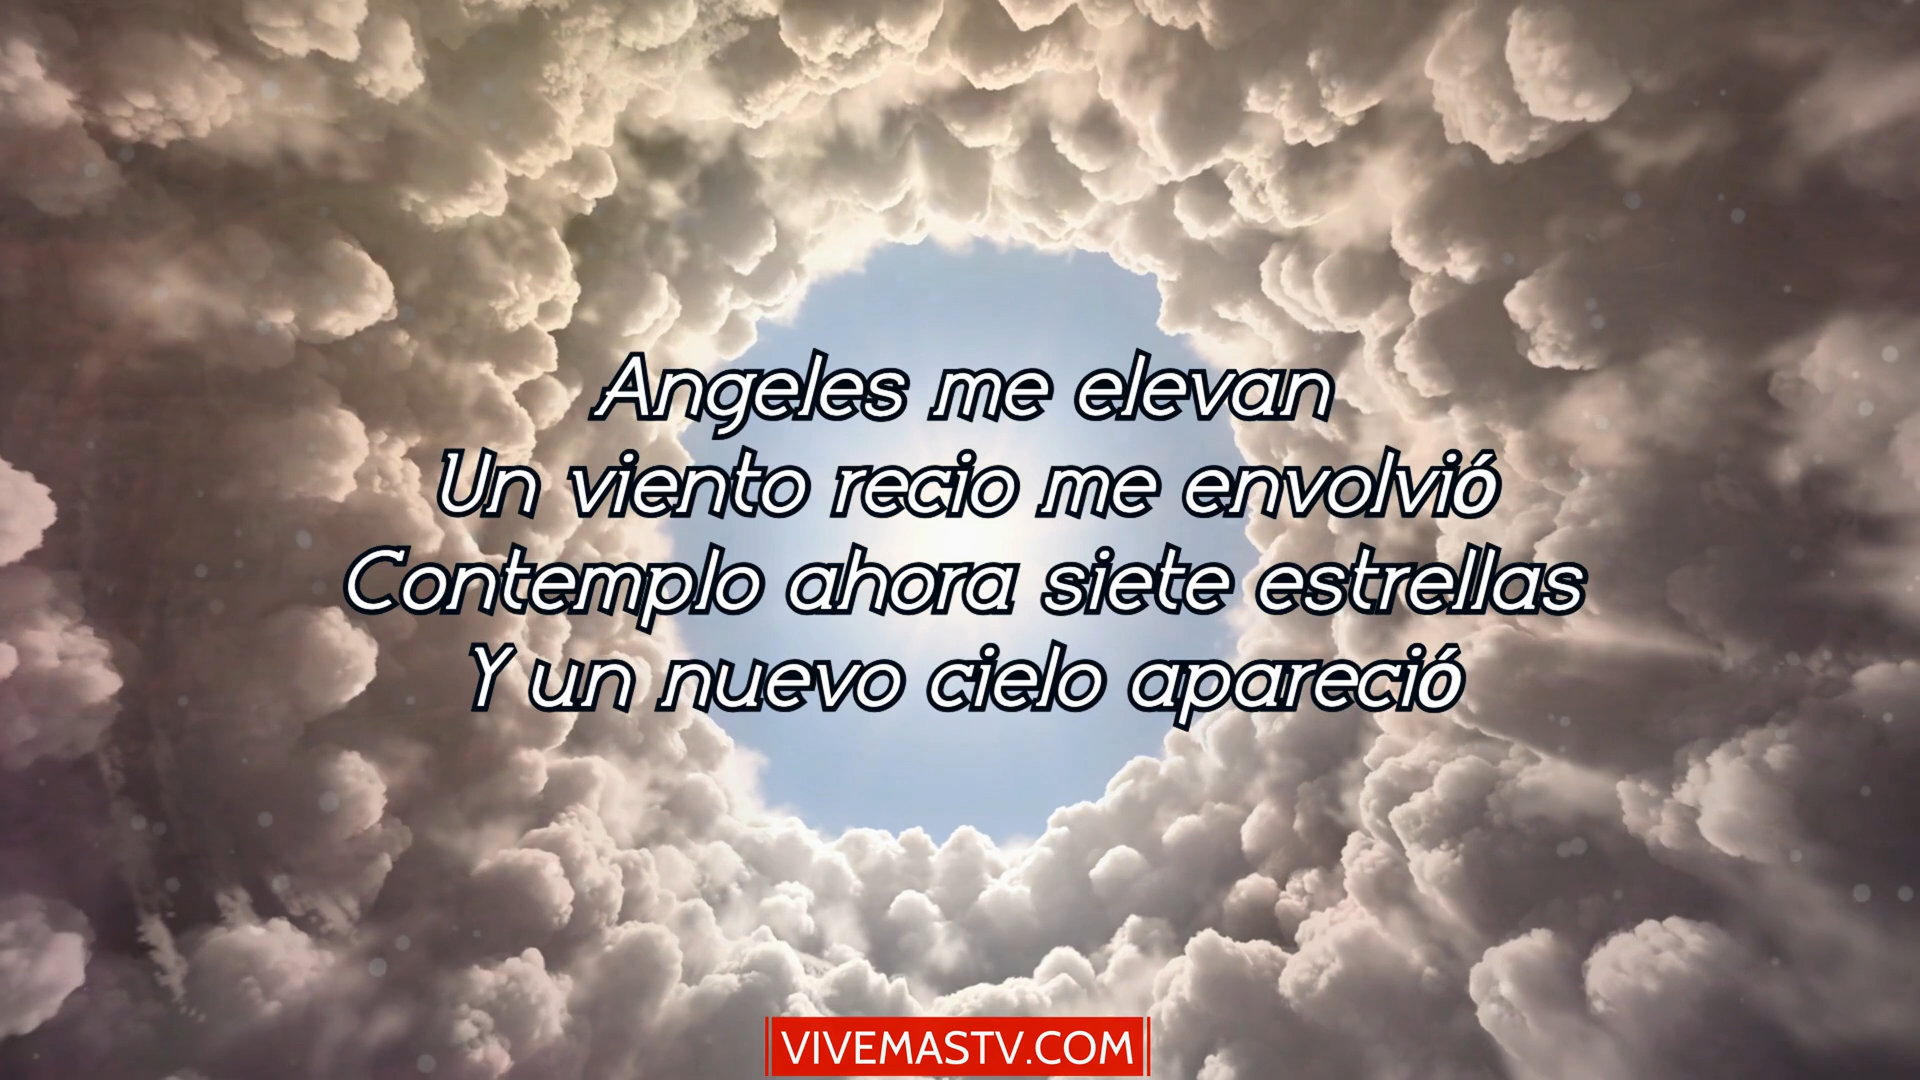 Angeles me elevan
Un viento recio me envolvió
Contemplo ahora siete estrellas
Y un nuevo cielo apareció
VIVEMASTV.COM